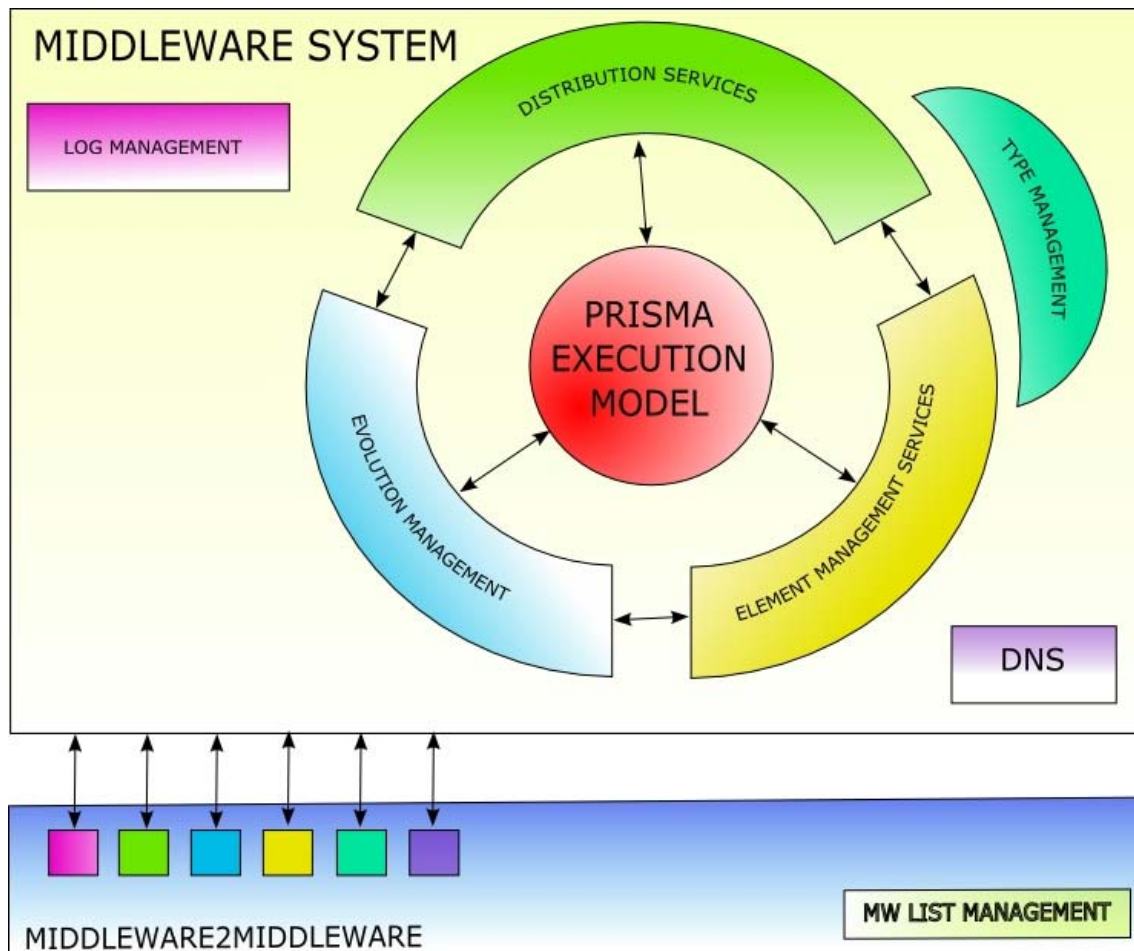 MIDDLEWARE SYSTEM
LOG MANAGEMENT
DISTRIBUTION SERVICES
TYPE MANAGEMENT
PRISMA
EXECUTION
MODEL
EVOLUTION MANAGEMENT
ELEMENT MANAGEMENT SERVICES
DNS
MW LIST MANAGEMENT
MIDDLEWARE2MIDDLEWARE